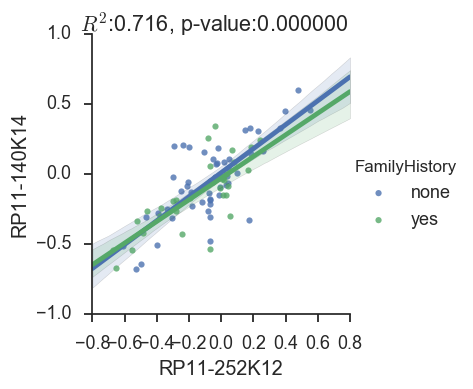 R²:0.716, p-value:0.000000
1.0
0.5
0.0
−0.5
−1.0
RP11-140K14
−0.8−0.6−0.4−0.2 0.0 0.2 0.4 0.6 0.8
RP11-252K12
FamilyHistory
none
yes